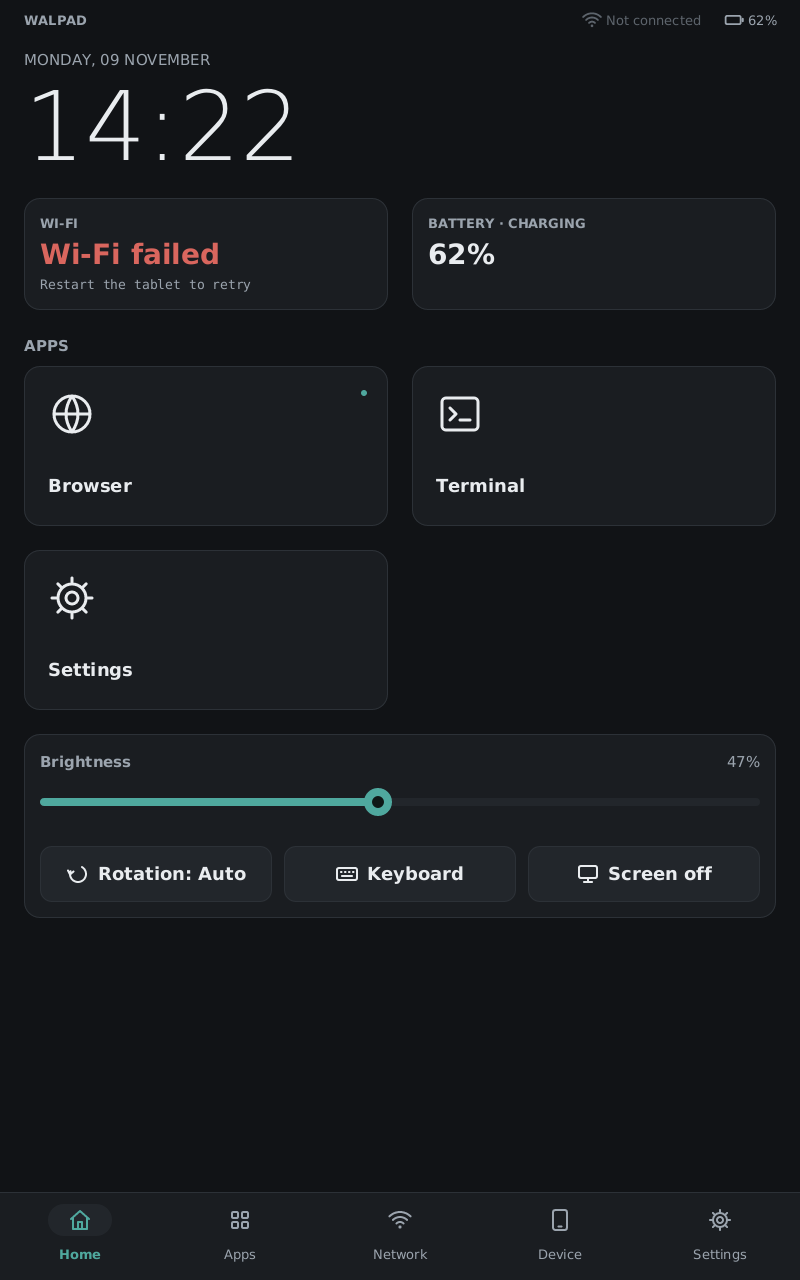 WALPAD Not connected 62%
MONDAY, 09 NOVEMBER
14:22
WI-FI
Wi-Fi failed
Restart the tablet to retry
BATTERY · CHARGING
62%
APPS
Browser
Terminal
Settings
Brightness 47%
Rotation: Auto
Keyboard
Screen off
Home
Apps
Network
Device
Settings